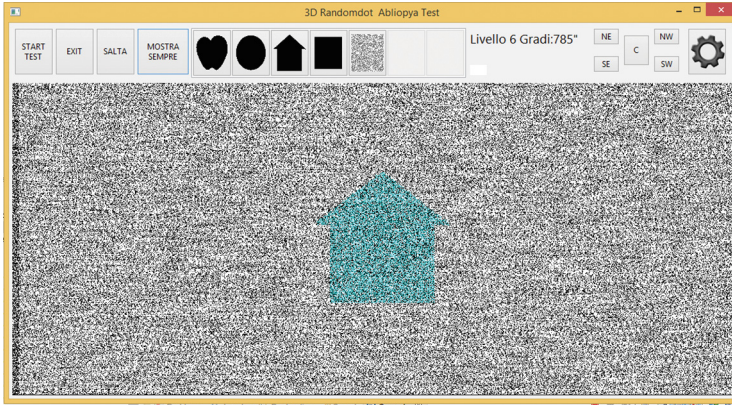 3D Randomdot Abliopya Test
START
TEST
EXIT
SALTA
MOSTRA
SEMPRE
Livello 6 Gradi:785"
NE
NW
C
SE
SW